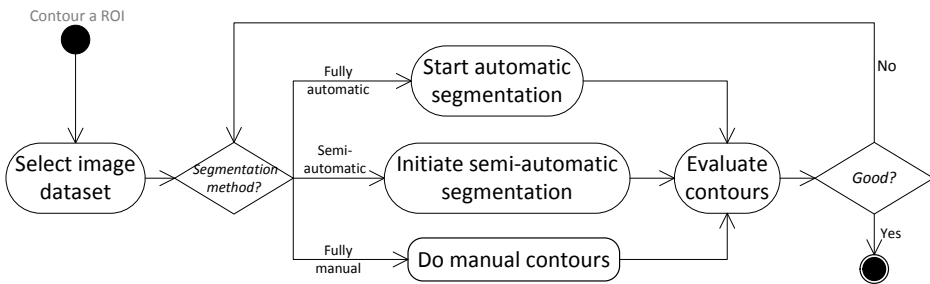 Contour a ROI
Select image
dataset
Segmentation
method?
Fully
automatic
Start automatic
segmentation
Semi-
automatic
Initiate semi-automatic
segmentation
Fully
manual
Do manual contours
Evaluate
contours
Good?
No
Yes